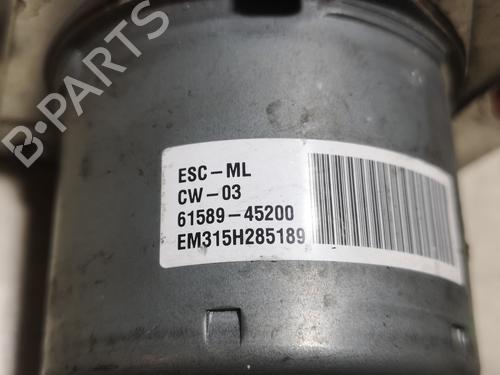 B-PARTS
ESC-ML
CW-03
61589-45200
EM315H285189